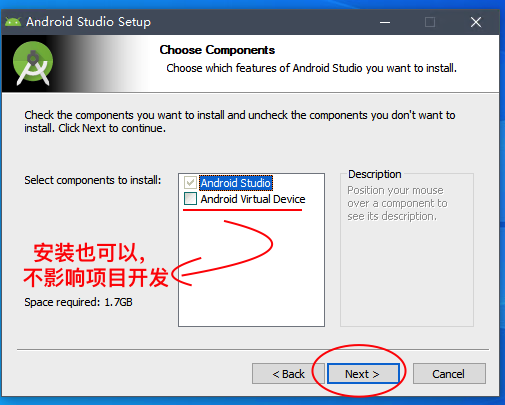 Android Studio Setup
Choose Components
Choose which features of Android Studio you want to install.
Check the components you want to install and uncheck the components you don't want to
install. Click Next to continue.
Select components to install:
Android Studio
Android Virtual Device
Description
Position your mouse
over a component to
see its description.
安装也可以,
不影响项目开发
Space required: 1.7GB
< Back
Next >
Cancel